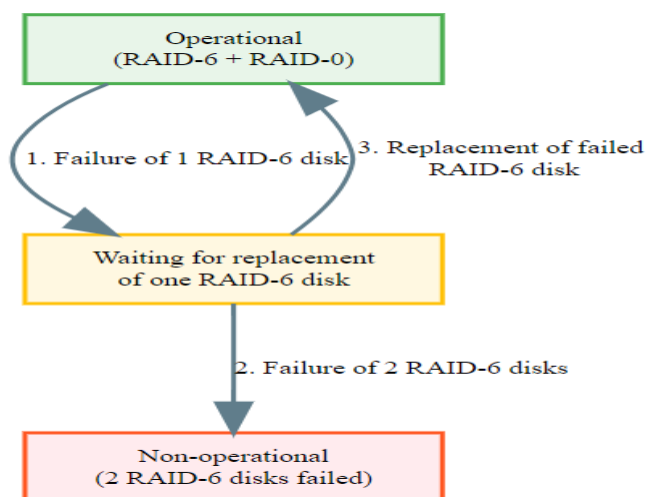 Operational
(RAID-6 + RAID-0)
1. Failure of 1 RAID-6 disk
3. Replacement of failed
RAID-6 disk
Waiting for replacement
of one RAID-6 disk
2. Failure of 2 RAID-6 disks
Non-operational
(2 RAID-6 disks failed)